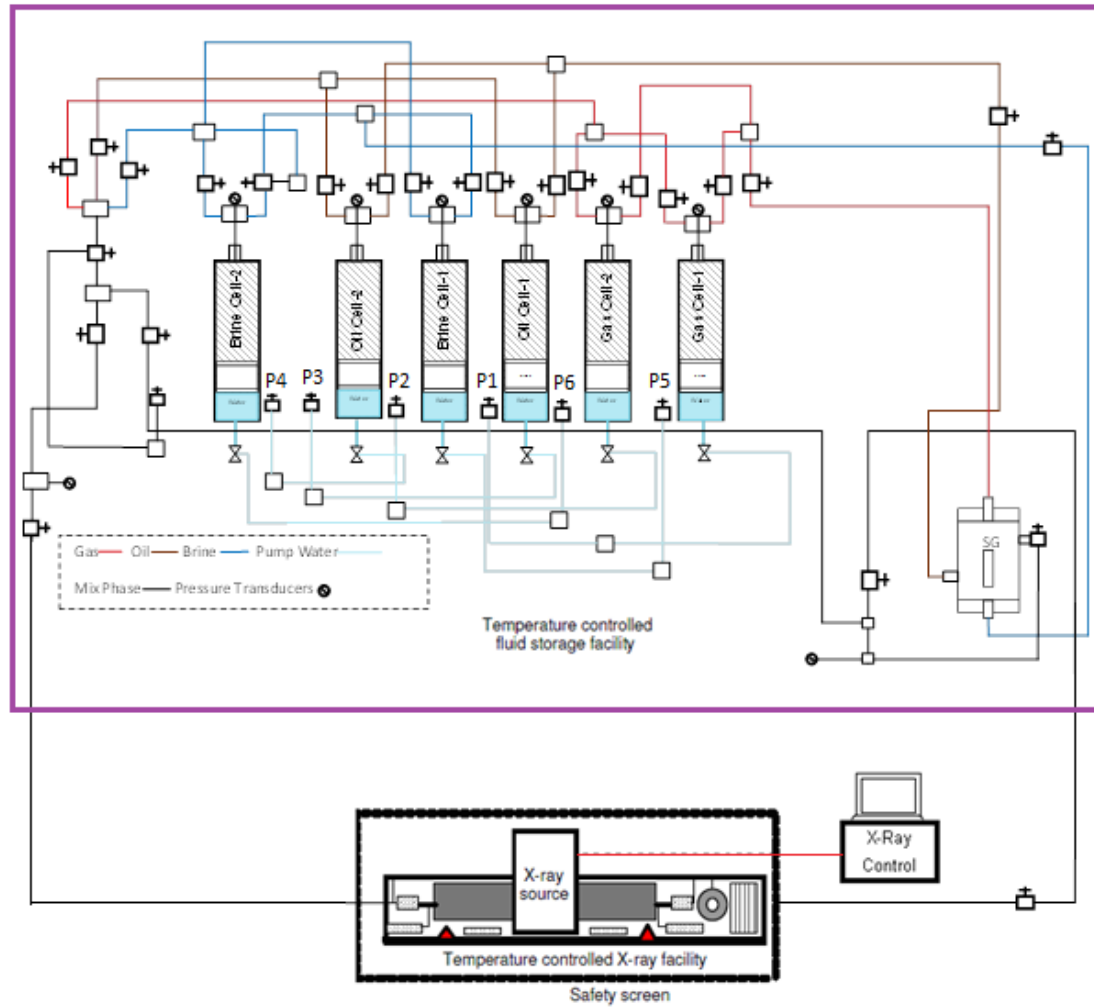 Brine Cell-2
Oil Cell-2
Brine Cell-1
Oil Cell-1
Gas Cell-2
Gas Cell-1
P4
P3
P2
P1
P6
P5
Water
Water
Water
Water
Water
Water
SG
Gas Oil Brine Pump Water
Mix Phase Pressure Transducers
Temperature controlled
fluid storage facility
X-Ray
Control
X-ray
source
Temperature controlled X-ray facility
Safety screen